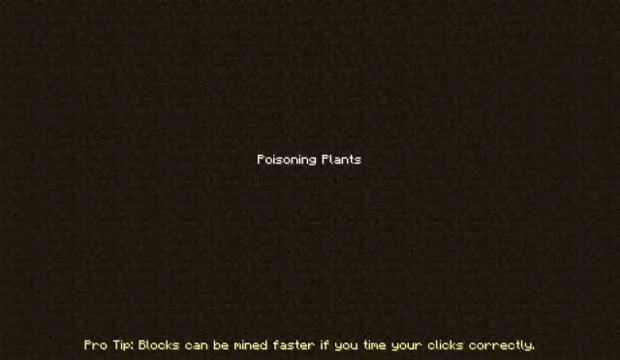 Poisoning Plants
Pro Tip: Blocks can be mined faster if you time your clicks correctly.